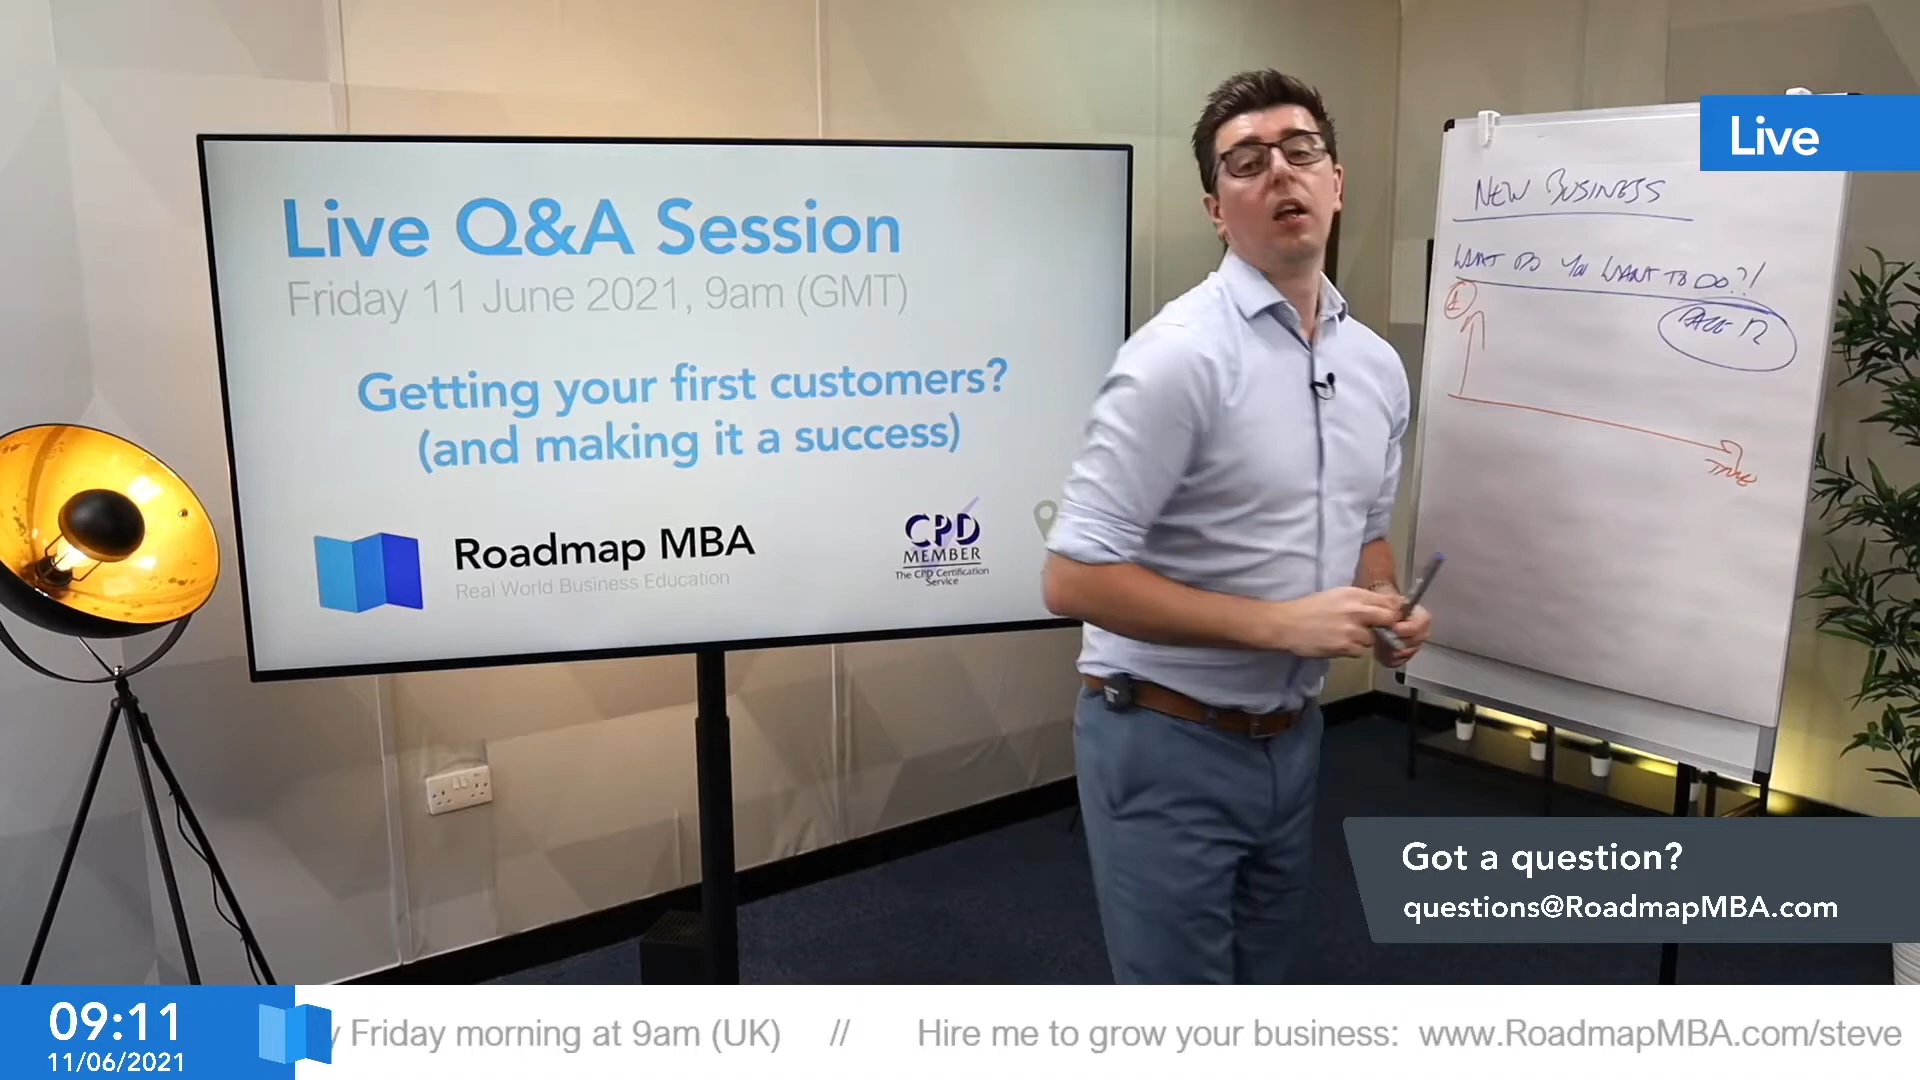 Live Q&A Session
Friday 11 June 2021, 9am (GMT)
Getting your first customers?
(and making it a success)
Roadmap MBA
Real World Business Education
CPD
MEMBER
The CPD Certification
Service
Live
NEW BUSINESS
WHAT DO YOU WANT TO DO?!
£
PAGE 12
TIME
Got a question?
questions@RoadmapMBA.com
09:11
11/06/2021
y Friday morning at 9am (UK) // Hire me to grow your business: www.RoadmapMBA.com/steve